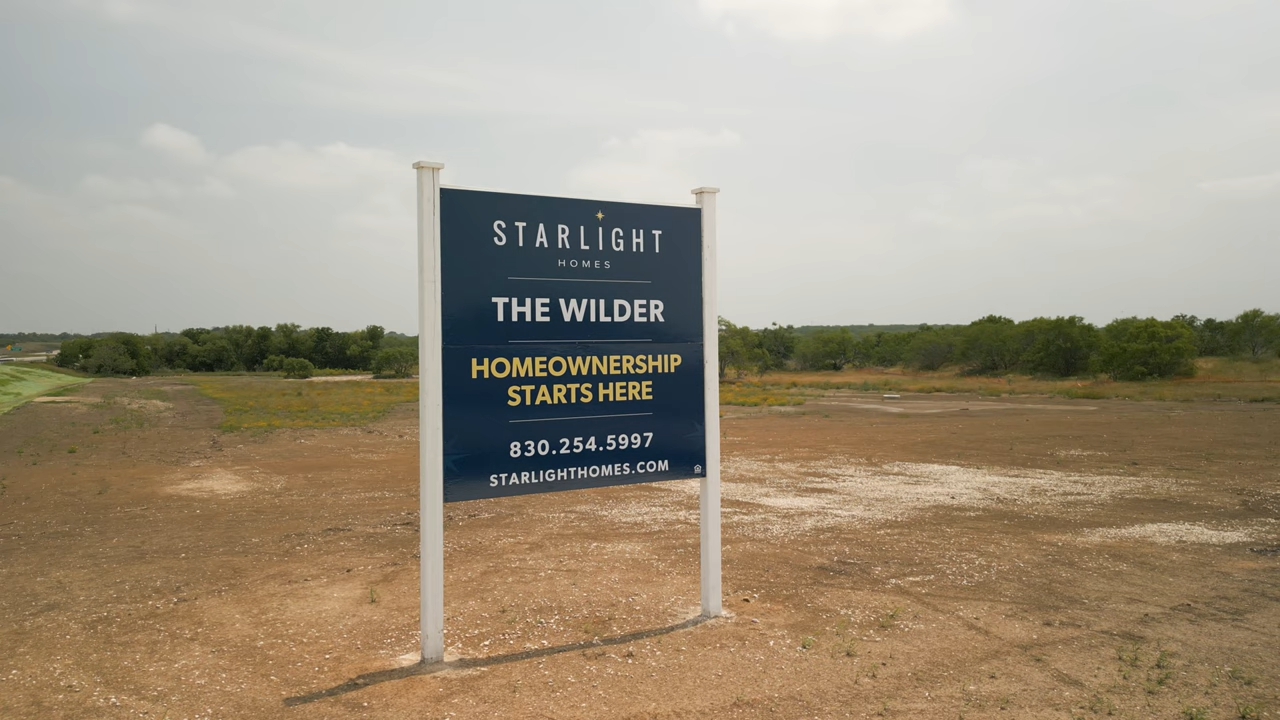 STARLIGHT
HOMES
THE WILDER
HOMEOWNERSHIP
STARTS HERE
830.254.5997
STARLIGHTHOMES.COM